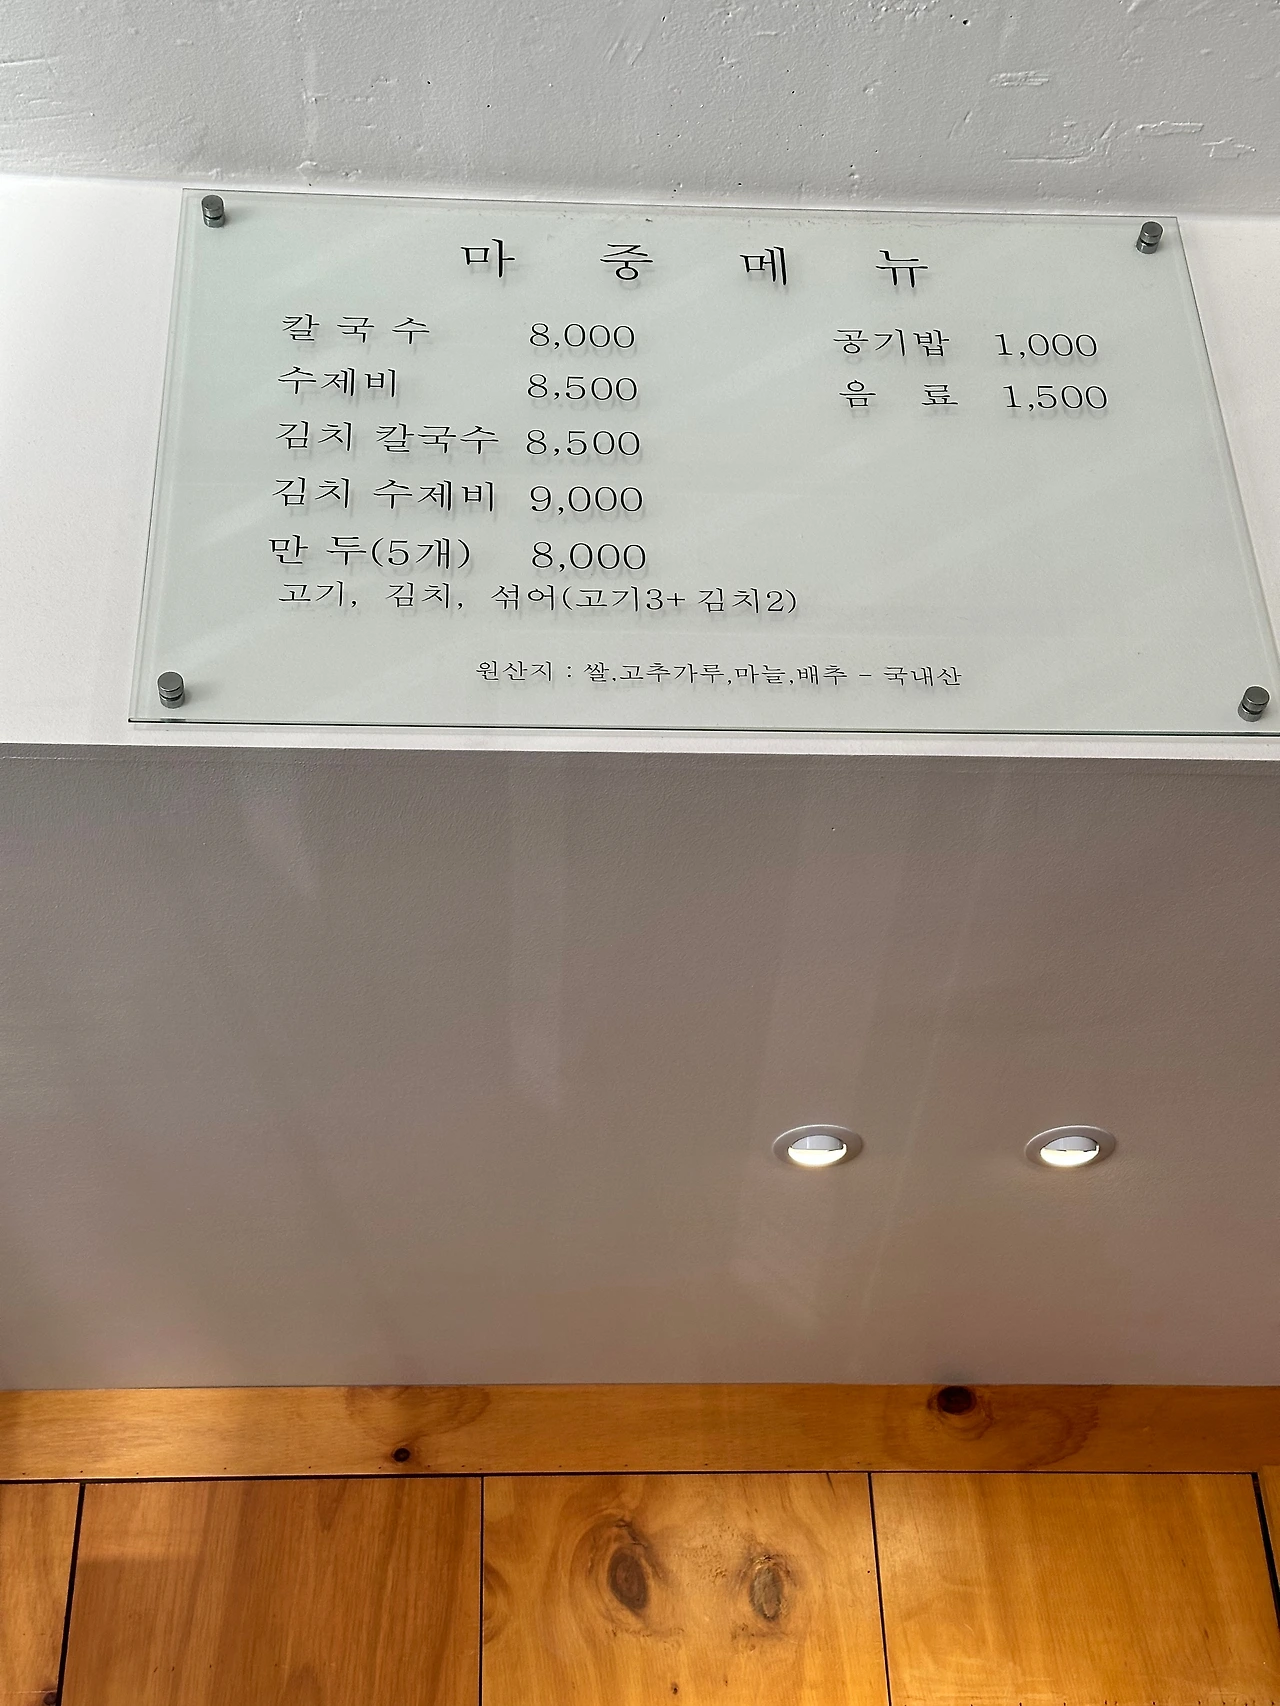 마 중 메 뉴
칼 국 수 8,000
수제비 8,500
김치 칼국수 8,500
김치 수제비 9,000
만 두(5개) 8,000
고기, 김치, 섞어(고기3+ 김치2)
공기밥 1,000
음 료 1,500
원산지 : 쌀,고추가루,마늘,배추 - 국내산